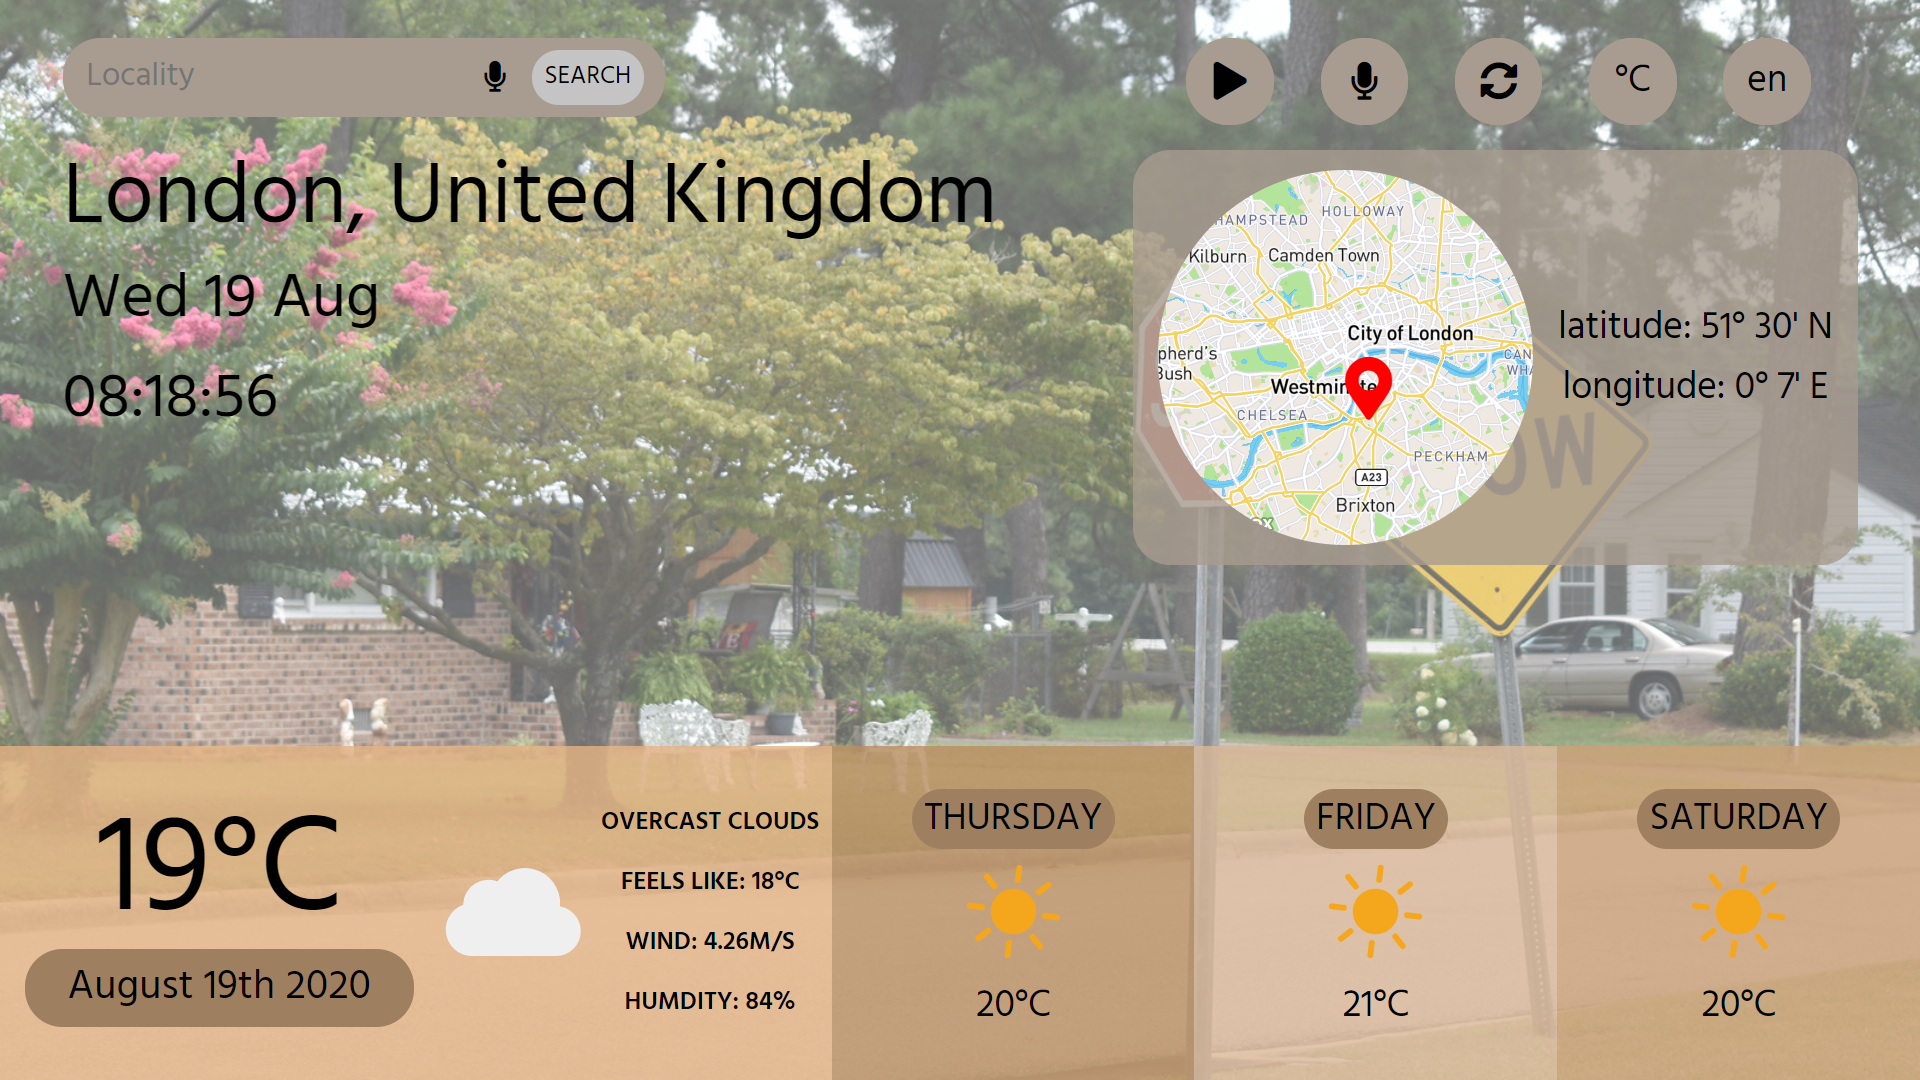 Locality
SEARCH
°C
en
London, United Kingdom
Wed 19 Aug
08:18:56
HAMPSTEAD
HOLLOWAY
Kilburn
Camden Town
City of London
pherd's
Bush
CAN
WHA
Westminste
CHELSEA
PECKHAM
A23
Brixton
latitude: 51° 30' N
longitude: 0° 7' E
OW
19°C
August 19th 2020
OVERCAST CLOUDS
FEELS LIKE: 18°C
WIND: 4.26M/S
HUMDITY: 84%
THURSDAY
20°C
FRIDAY
21°C
SATURDAY
20°C